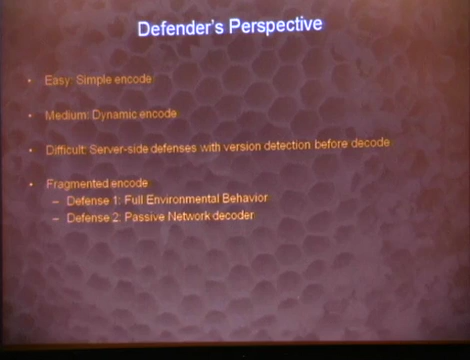 Defender's Perspective
• Easy: Simple encode
• Medium: Dynamic encode
• Difficult: Server-side defenses with version detection before decode
• Fragmented encode
– Defense 1: Full Environmental Behavior
– Defense 2: Passive Network decoder